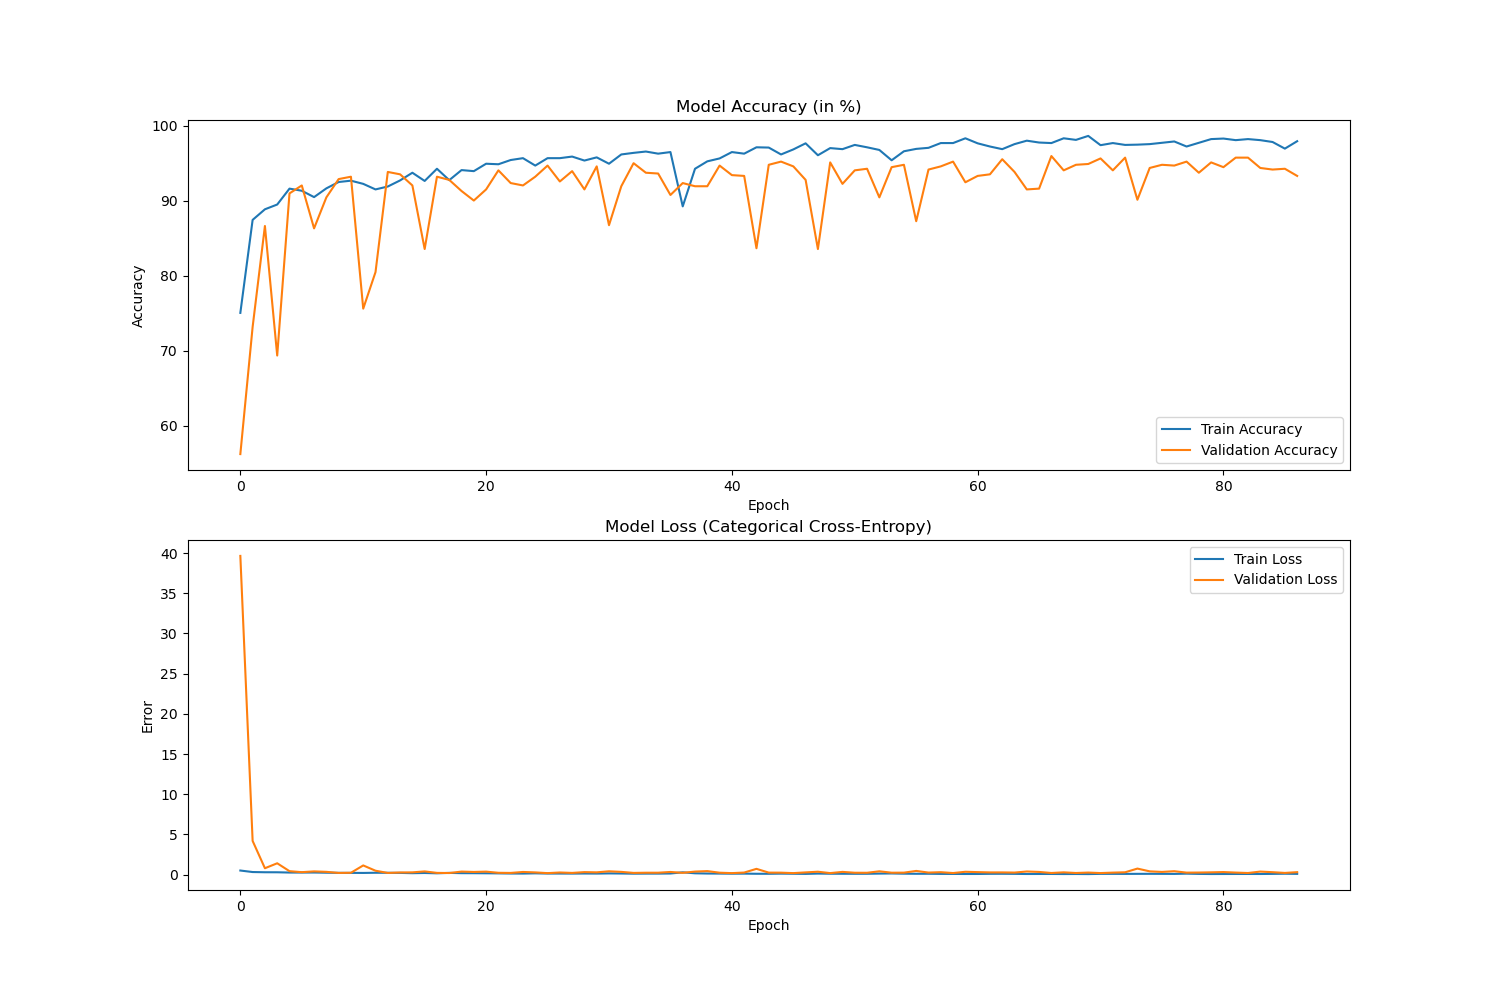 Model Accuracy (in %)
100
90
80
70
60
Accuracy
Train Accuracy
Validation Accuracy
0 20 40 60 80
Epoch
Model Loss (Categorical Cross-Entropy)
40
35
30
25
20
15
10
5
0
Error
Train Loss
Validation Loss
0 20 40 60 80
Epoch